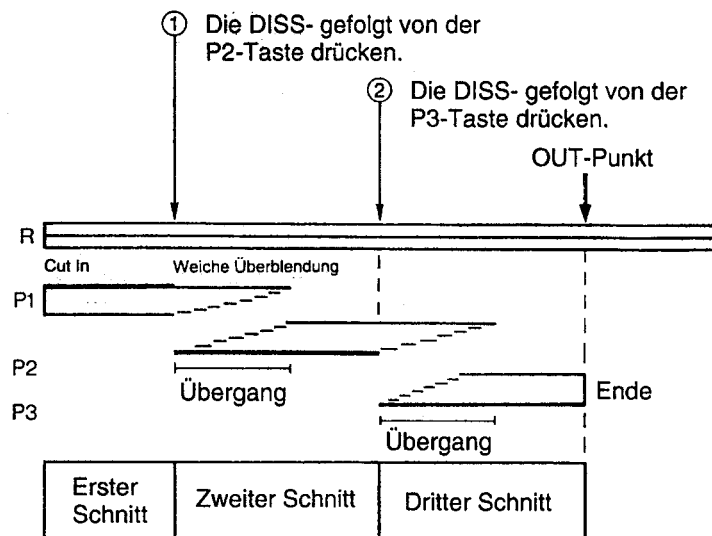 ① Die DISS- gefolgt von der
P2-Taste drücken.
② Die DISS- gefolgt von der
P3-Taste drücken.
OUT-Punkt
R
Cut In Weiche Überblendung
P1
P2
Übergang
Ende
P3
Übergang
Erster
Schnitt
Zweiter Schnitt
Dritter Schnitt